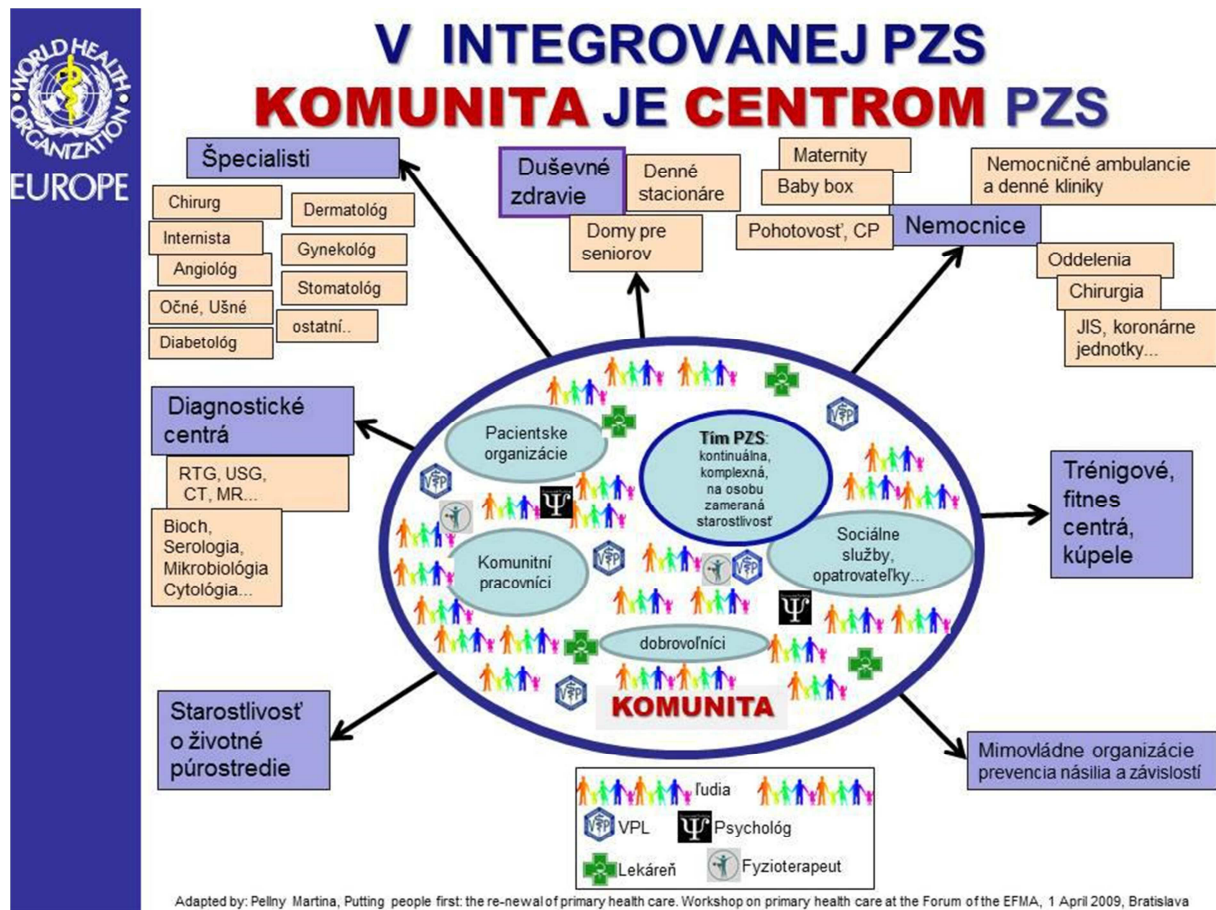 WORLD HEALTH ORGANIZATION
EUROPE
V INTEGROVANEJ PZS
KOMUNITA JE CENTROM PZS
Špecialisti
Chirurg
Dermatológ
Internista
Gynekológ
Angiológ
Stomatológ
Očné, Ušné
ostatní..
Diabetológ
Duševné
zdravie
Denné
stacionáre
Domy pre
seniorov
Maternity
Baby box
Pohotovosť, CP
Nemocnice
Nemocničné ambulancie
a denné kliniky
Oddelenia
Chirurgia
JIS, koronárne
jednotky...
Diagnostické
centrá
RTG, USG,
CT, MR...
Bioch,
Serologia,
Mikrobiológia
Cytológia...
Pacientske
organizácie
Tím PZS:
kontinuálna,
komplexná,
na osobu
zameraná
starostlivosť
Komunitní
pracovníci
Sociálne
služby,
opatrovateľky...
dobrovoľníci
KOMUNITA
Trénigové,
fitnes
centrá,
kúpele
Starostlivosť
o životné
púrostredie
Mimovládne organizácie
prevencia násilia a závislostí
ľudia
VPL
Psychológ
Lekáreň
Fyzioterapeut
Adapted by: Pellny Martina, Putting people first: the re-newal of primary health care. Workshop on primary health care at the Forum of the EFMA, 1 April 2009, Bratislava